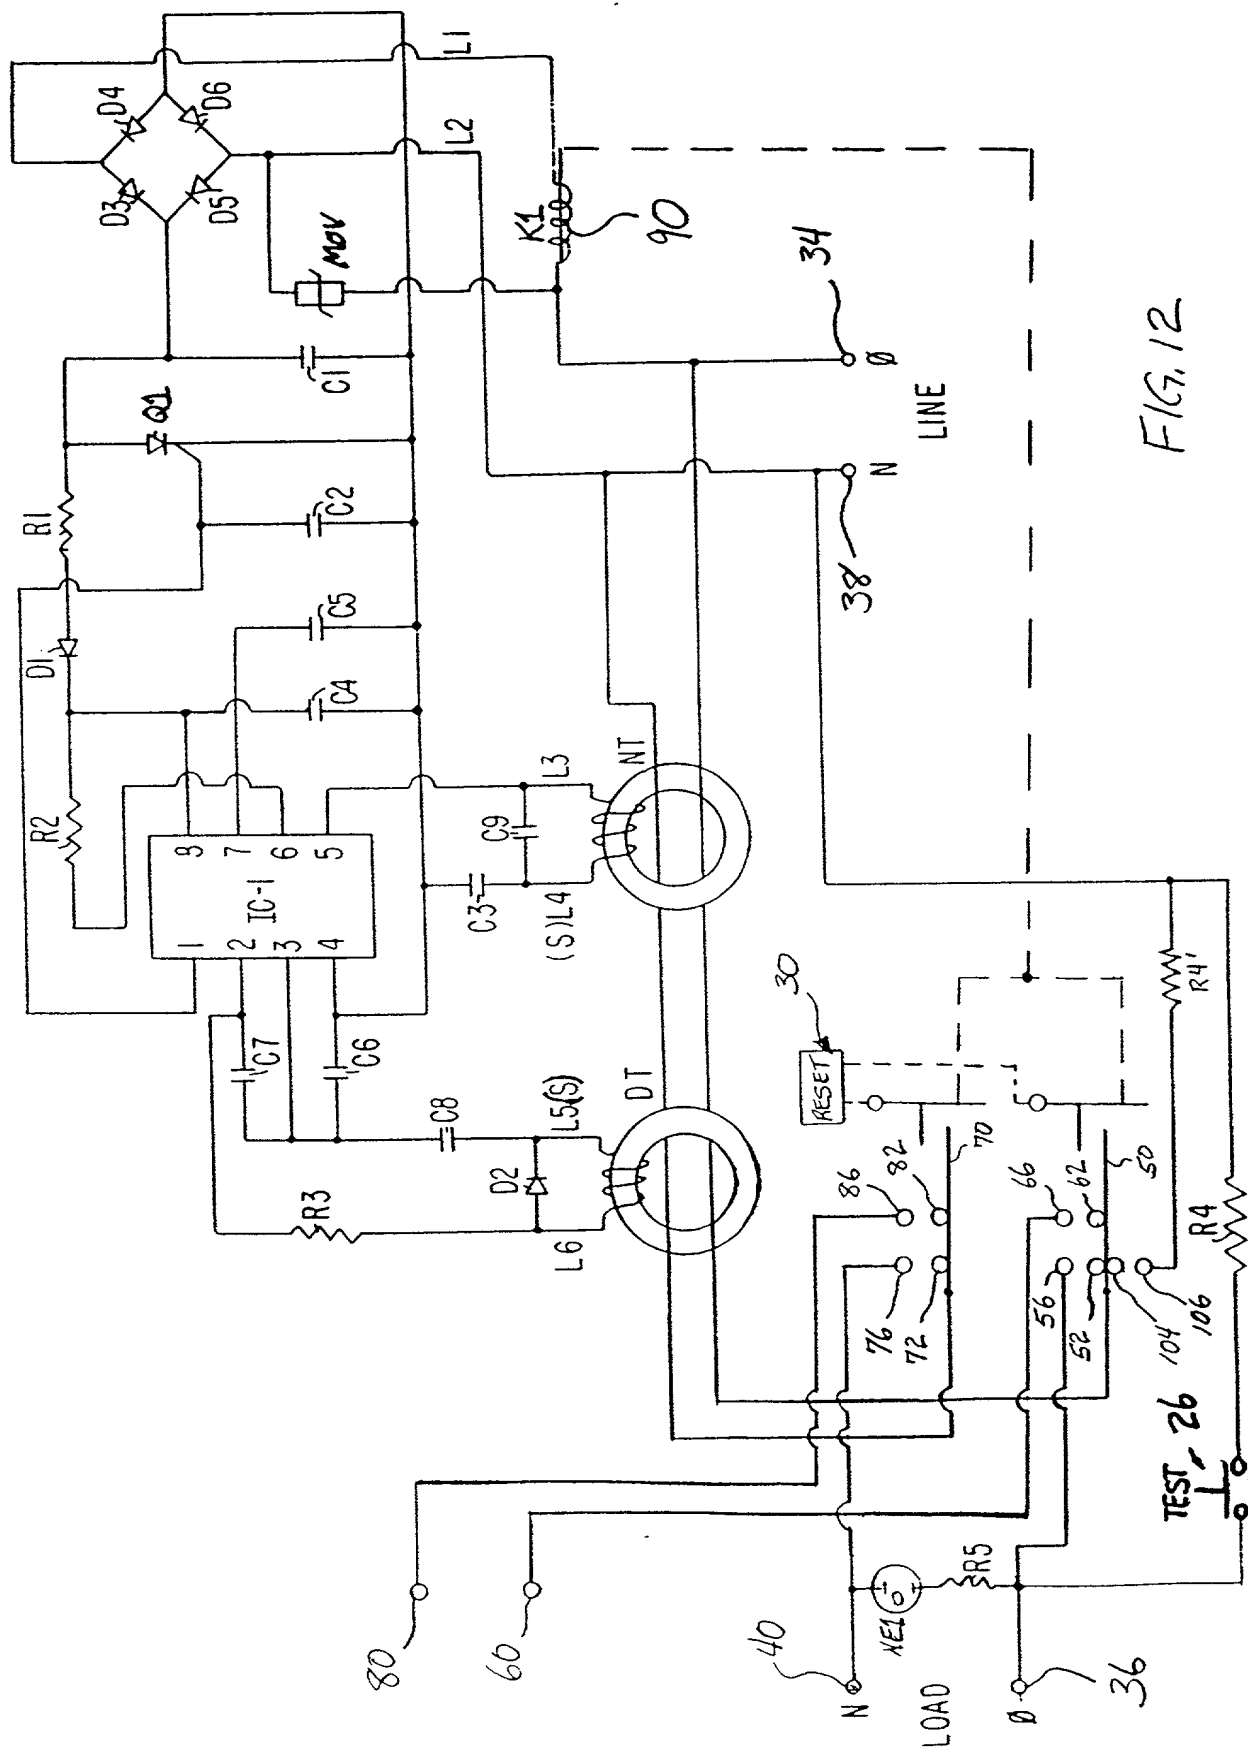 L1
L2
D4
D6
D3
D5
MOV
K1
90
34
Ø
LINE
N
38
FIG. 12
C1
Q1
C2
R1
C5
D1
C4
R2
8
7
6
5
IC-1
1
2
3
4
L3
NT
C9
C3
(S)L4
C7
C6
C8
L5(S)
DT
D2
R3
L6
30
RESET
R4'
70
82
86
76
72
66
62
50
56
52
104
106
R4
TEST
26
80
60
40
N
NE1
R5
LOAD
Ø
36